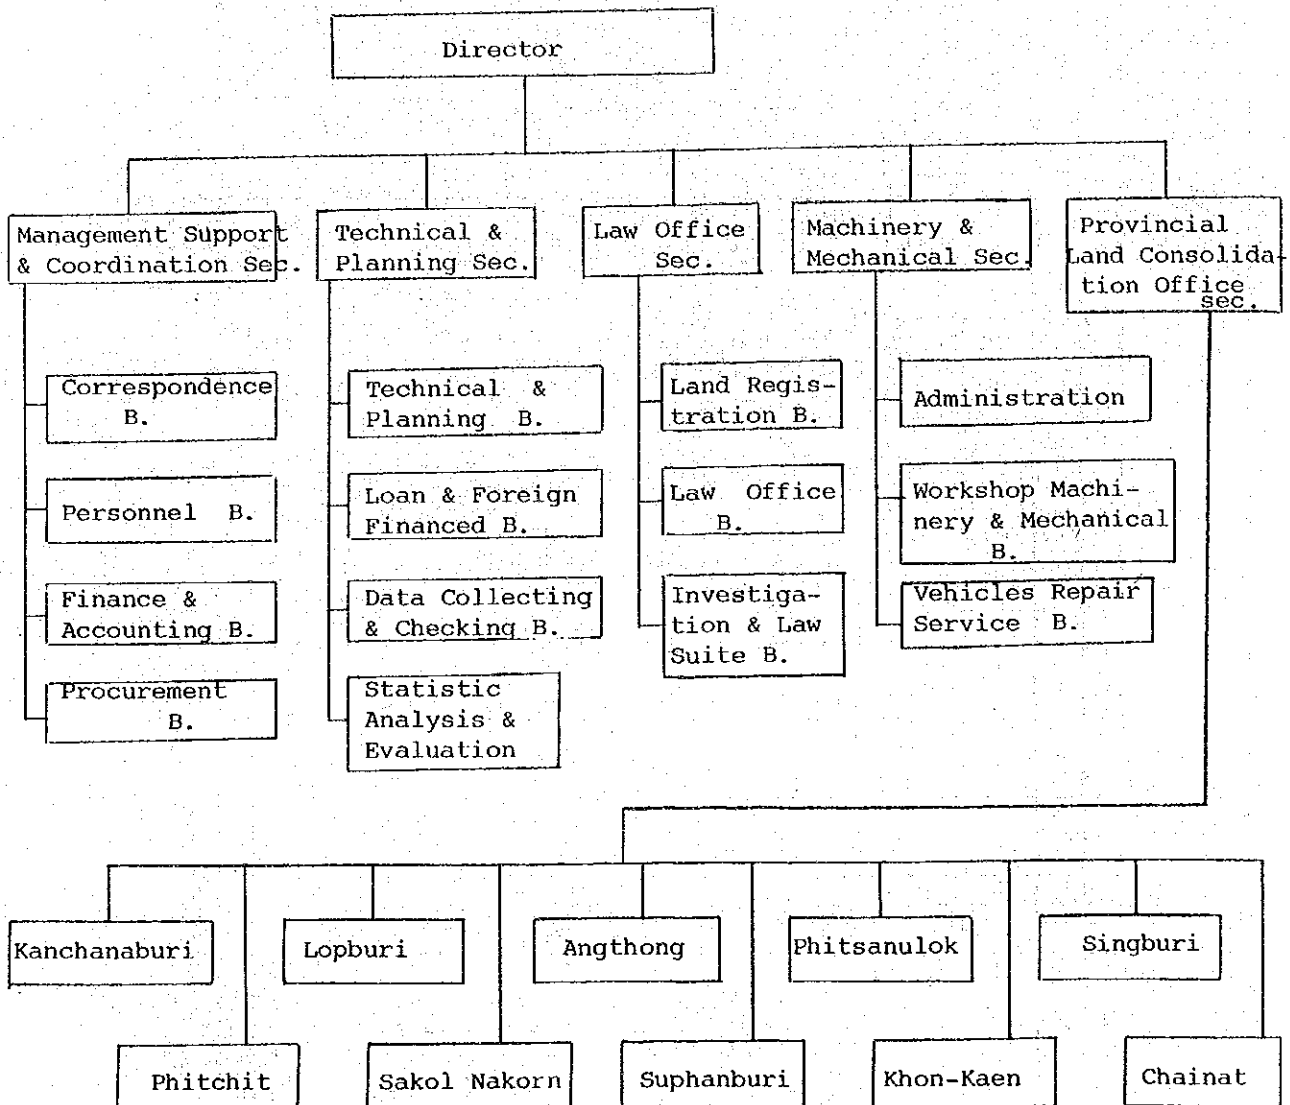 Director
Management Support
& Coordination Sec.
Technical &
Planning Sec.
Law Office
Sec.
Machinery &
Mechanical Sec.
Provincial
Land Consolida-
tion Office
sec.
Correspondence
B.
Personnel B.
Finance &
Accounting B.
Procurement
B.
Technical &
Planning B.
Loan & Foreign
Financed B.
Data Collecting
& Checking B.
Statistic
Analysis &
Evaluation
Land Regis-
tration B.
Law Office
B.
Investiga-
tion & Law
Suite B.
Administration
Workshop Machi-
nery & Mechanical
B.
Vehicles Repair
Service B.
Kanchanaburi
Lopburi
Angthong
Phitsanulok
Singburi
Phitchit
Sakol Nakorn
Suphanburi
Khon-Kaen
Chainat